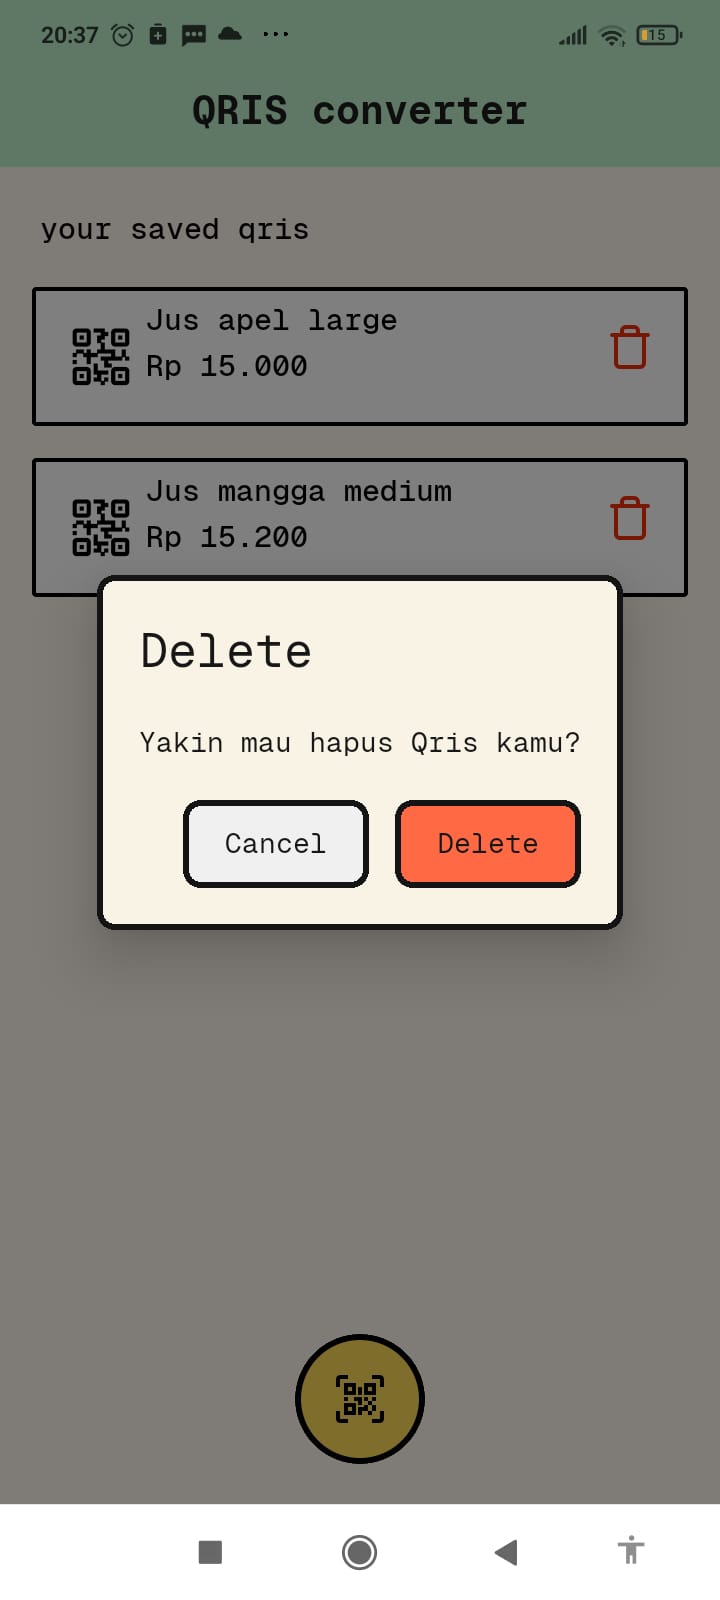 20:37
15
QRIS converter
your saved qris
Jus apel large
Rp 15.000
Jus mangga medium
Rp 15.200
Delete
Yakin mau hapus Qris kamu?
Cancel
Delete